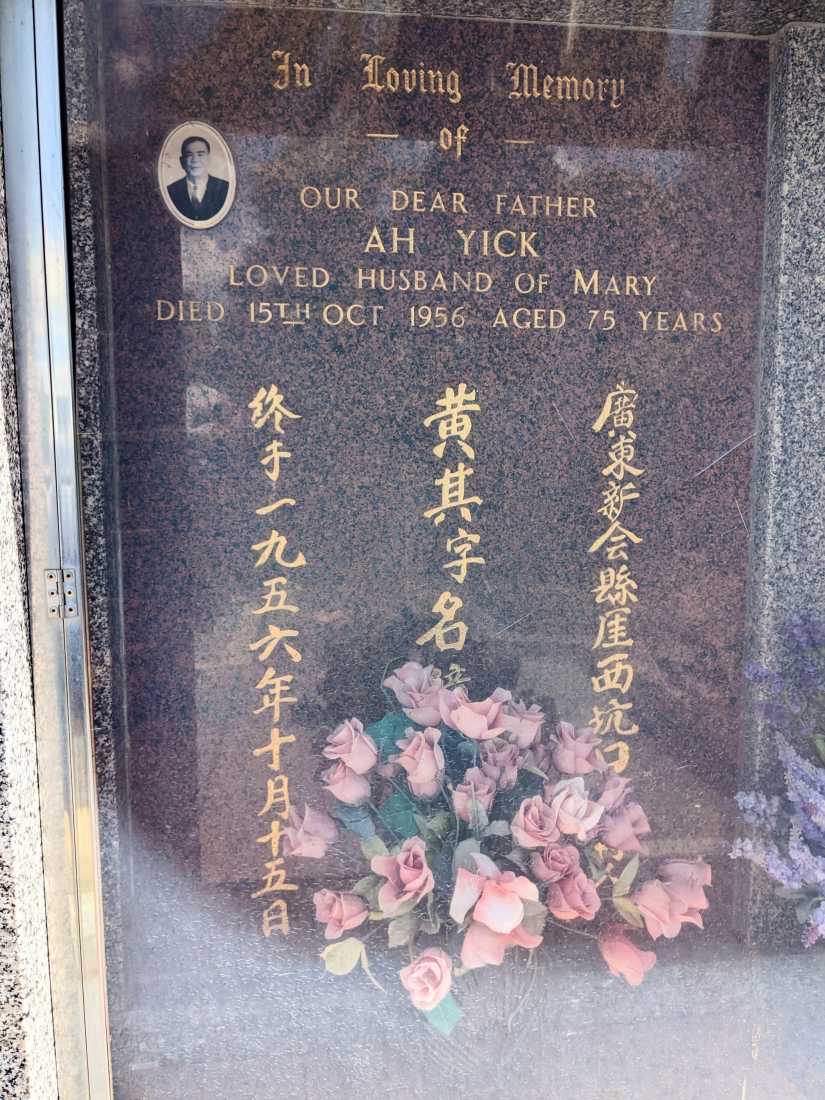 In Loving Memory
— of —
OUR DEAR FATHER
AH YICK
LOVED HUSBAND OF MARY
DIED 15TH OCT 1956 AGED 75 YEARS
廣東新会縣厓西坑口
黄其字名
终于一九五六年十月十五日